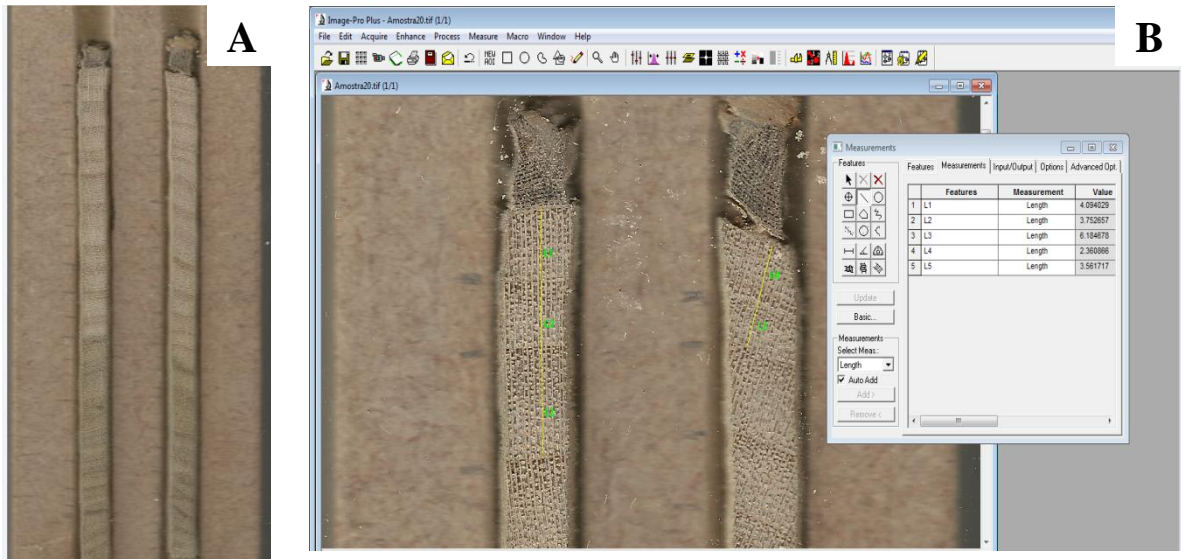 A
B
Image-Pro Plus - Amostra20.tif (1/1)
File Edit Acquire Enhance Process Measure Macro Window Help
NEW
AOI
Amostra20.tif (1/1)
Measurements
Features
Features Measurements Input/Output Options Advanced Opt.
Features Measurement Value
1 L1 Length 4.094029
2 L2 Length 3.752657
3 L3 Length 6.184678
4 L4 Length 2.360866
5 L5 Length 3.561717
Update
Basic...
Measurements
Select Meas.:
Length
Auto Add
Add >
Remove <